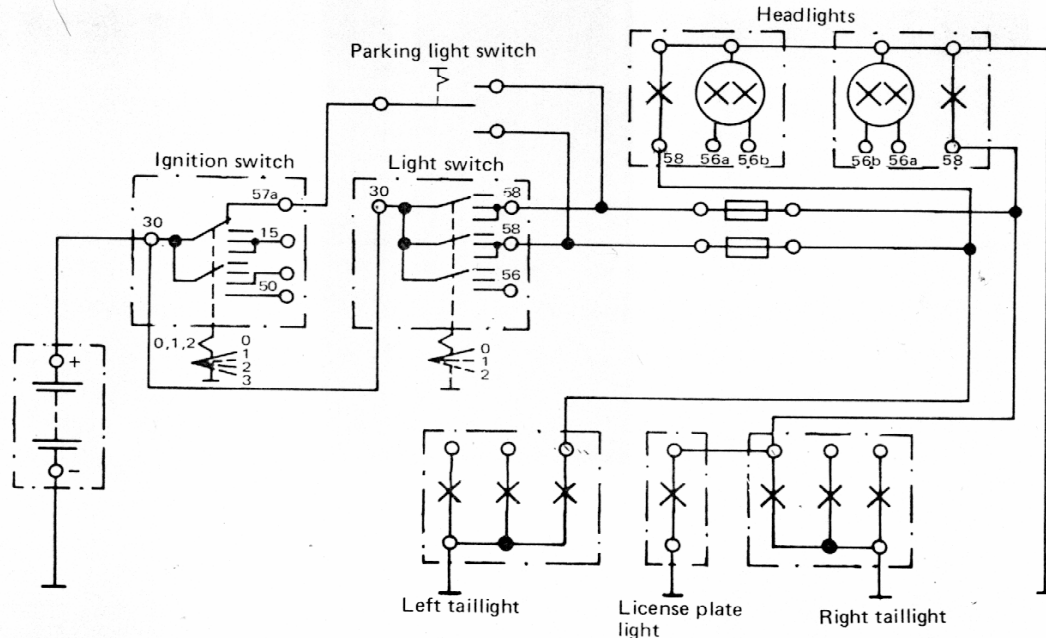 Headlights
Parking light switch
58
56a
56b
56b
56a
58
Ignition switch
Light switch
57a
30
15
50
0,1,2
0
1
2
3
30
58
58
56
0
1
2
+
-
Left taillight
License plate
light
Right taillight